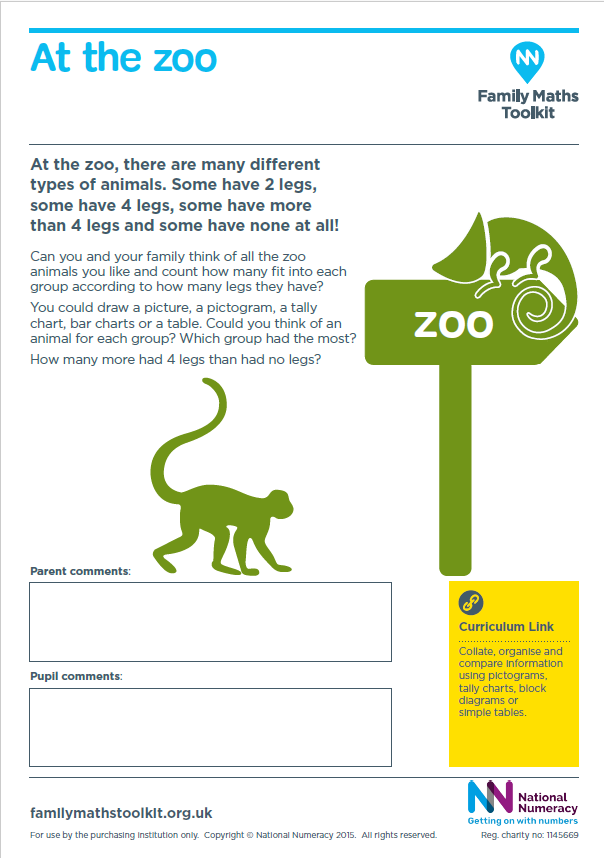 At the zoo
Family Maths
Toolkit
At the zoo, there are many different
types of animals. Some have 2 legs,
some have 4 legs, some have more
than 4 legs and some have none at all!
Can you and your family think of all the zoo
animals you like and count how many fit into each
group according to how many legs they have?
You could draw a picture, a pictogram, a tally
chart, bar charts or a table. Could you think of an
animal for each group? Which group had the most?
How many more had 4 legs than had no legs?
ZOO
Parent comments:
Pupil comments:
Curriculum Link
Collate, organise and
compare information
using pictograms,
tally charts, block
diagrams or
simple tables.
familymathstoolkit.org.uk
National
Numeracy
Getting on with numbers
For use by the purchasing institution only. Copyright © National Numeracy 2015. All rights reserved.
Reg. charity no: 1145669